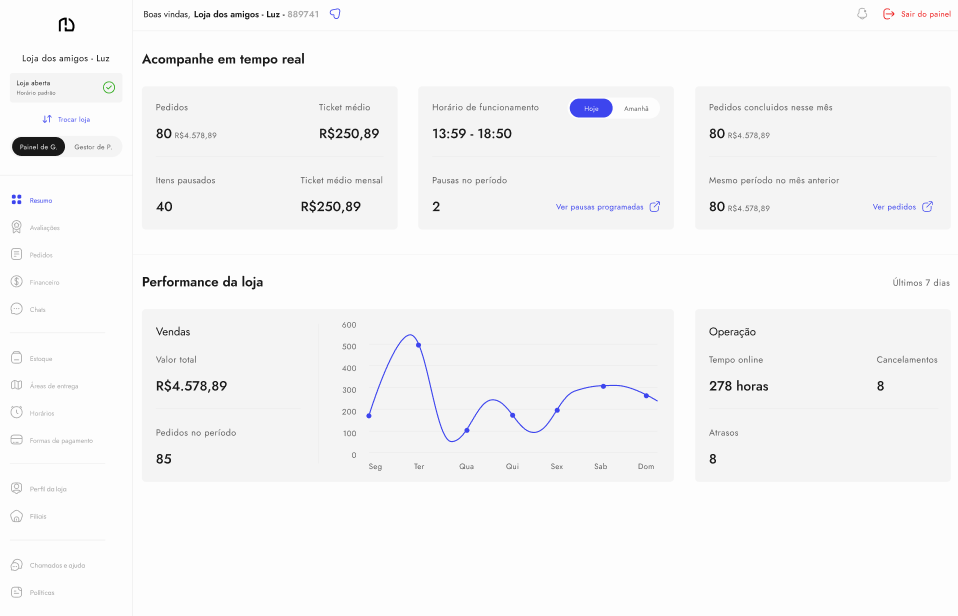 Loja dos amigos - Luz
Loja aberta
Horário padrão
Trocar loja
Painel de G.
Gestor de P.
Resumo
Avaliações
Pedidos
Financeiro
Chats
Estoque
Áreas de entrega
Horários
Formas de pagamento
Perfil da loja
Filiais
Chamados e ajuda
Políticas
Boas vindas, Loja dos amigos - Luz - 889741
Sair do painel
Acompanhe em tempo real
Pedidos
80 R$4.578,89
Ticket médio
R$250,89
Itens pausados
40
Ticket médio mensal
R$250,89
Horário de funcionamento
Hoje
Amanhã
13:59 - 18:50
Pausas no período
2
Ver pausas programadas
Pedidos concluidos nesse mês
80 R$4.578,89
Mesmo período no mês anterior
80 R$4.578,89
Ver pedidos
Performance da loja
Últimos 7 dias
Vendas
Valor total
R$4.578,89
Pedidos no período
85
600
500
400
300
200
100
0
Seg Ter Qua Qui Sex Sab Dom
Operação
Tempo online
278 horas
Cancelamentos
8
Atrasos
8